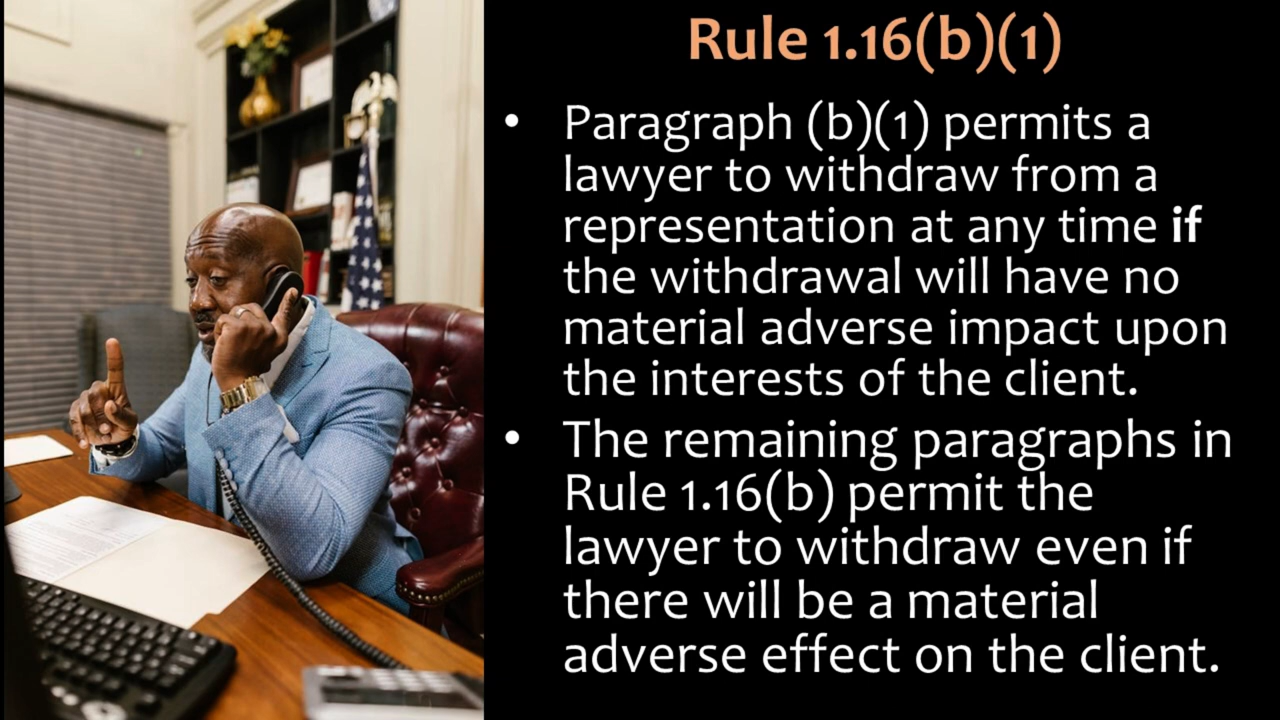 Rule 1.16(b)(1)
• Paragraph (b)(1) permits a
lawyer to withdraw from a
representation at any time if
the withdrawal will have no
material adverse impact upon
the interests of the client.
• The remaining paragraphs in
Rule 1.16(b) permit the
lawyer to withdraw even if
there will be a material
adverse effect on the client.